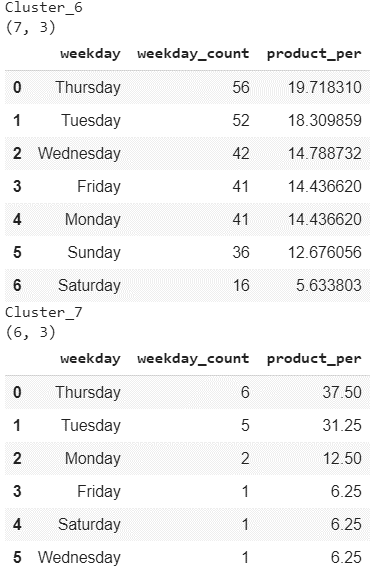 Cluster_6
(7, 3)
weekday weekday_count product_per
0 Thursday 56 19.718310
1 Tuesday 52 18.309859
2 Wednesday 42 14.788732
3 Friday 41 14.436620
4 Monday 41 14.436620
5 Sunday 36 12.676056
6 Saturday 16 5.633803
Cluster_7
(6, 3)
weekday weekday_count product_per
0 Thursday 6 37.50
1 Tuesday 5 31.25
2 Monday 2 12.50
3 Friday 1 6.25
4 Saturday 1 6.25
5 Wednesday 1 6.25